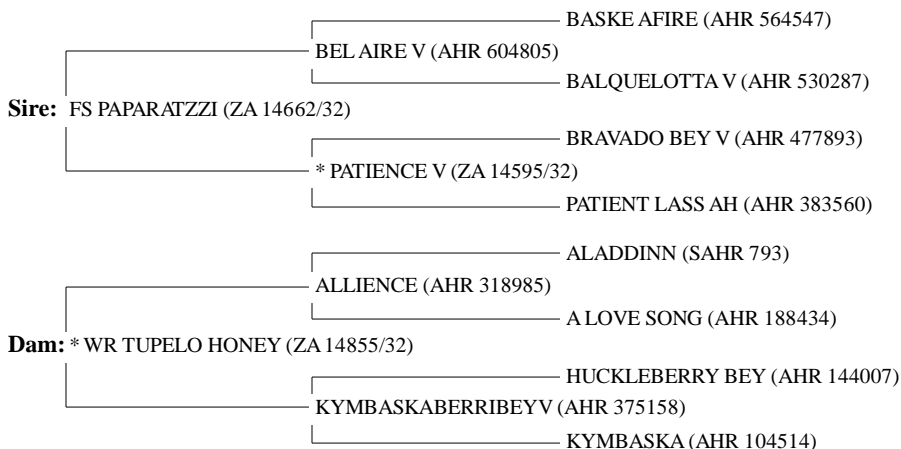 BASKE AFIRE (AHR 564547)
BEL AIRE V (AHR 604805)
BALQUELOTTA V (AHR 530287)
Sire: FS PAPARATZZI (ZA 14662/32)
BRAVADO BEY V (AHR 477893)
* PATIENCE V (ZA 14595/32)
PATIENT LASS AH (AHR 383560)
ALADDINN (SAHR 793)
ALLIENCE (AHR 318985)
A LOVE SONG (AHR 188434)
Dam: * WR TUPELO HONEY (ZA 14855/32)
HUCKLEBERRY BEY (AHR 144007)
KYMBASKABERRIBEYV (AHR 375158)
KYMBASKA (AHR 104514)